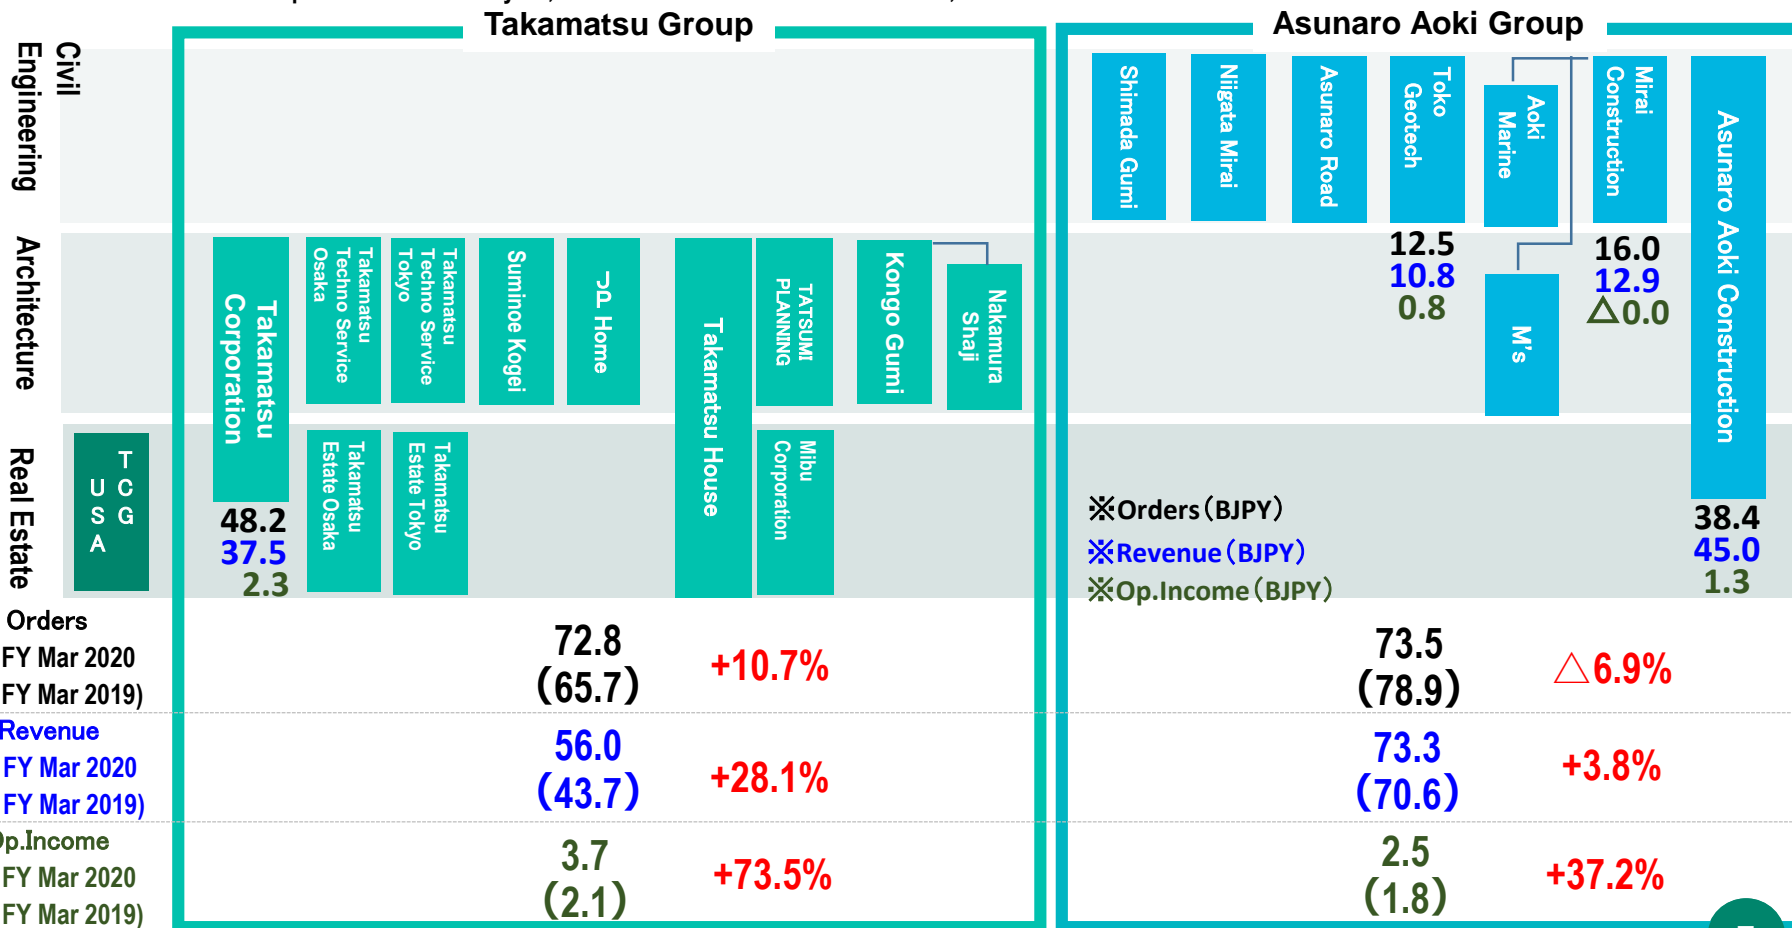 Takamatsu Group
Asunaro Aoki Group
Civil
Engineering
Shimada Gumi
Niigata Mirai
Asunaro Road
Toko
Geotech
Aoki
Marine
Mirai
Construction
Asunaro Aoki Construction
12.5
10.8
0.8
16.0
12.9
△0.0
Architecture
Takamatsu
Corporation
Takamatsu
Techno Service
Osaka
Takamatsu
Techno Service
Tokyo
Suminoe Kogei
Home
Takamatsu House
TATSUMI
PLANNING
Kongo Gumi
Nakamura
Shaji
M's
Real Estate
TCG
USA
48.2
37.5
2.3
Takamatsu
Estate Osaka
Takamatsu
Estate Tokyo
Mibu
Corporation
※Orders(BJPY)
※Revenue(BJPY)
※Op.Income(BJPY)
38.4
45.0
1.3
Orders
FY Mar 2020
FY Mar 2019)
72.8
(65.7)
+10.7%
73.5
(78.9)
△6.9%
Revenue
FY Mar 2020
FY Mar 2019)
56.0
(43.7)
+28.1%
73.3
(70.6)
+3.8%
Op.Income
FY Mar 2020
FY Mar 2019)
3.7
(2.1)
+73.5%
2.5
(1.8)
+37.2%